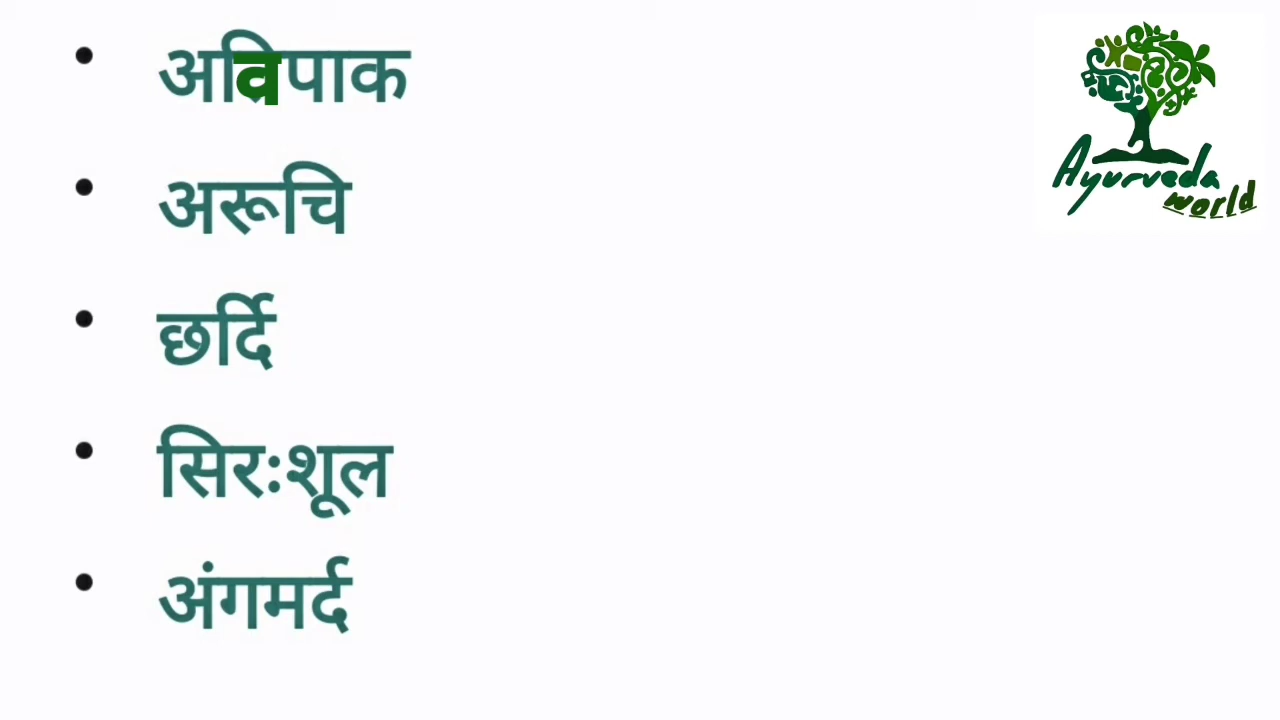 अविपाक
अरूचि
छर्दि
सिरःशूल
अंगमर्द
Ayurveda
world